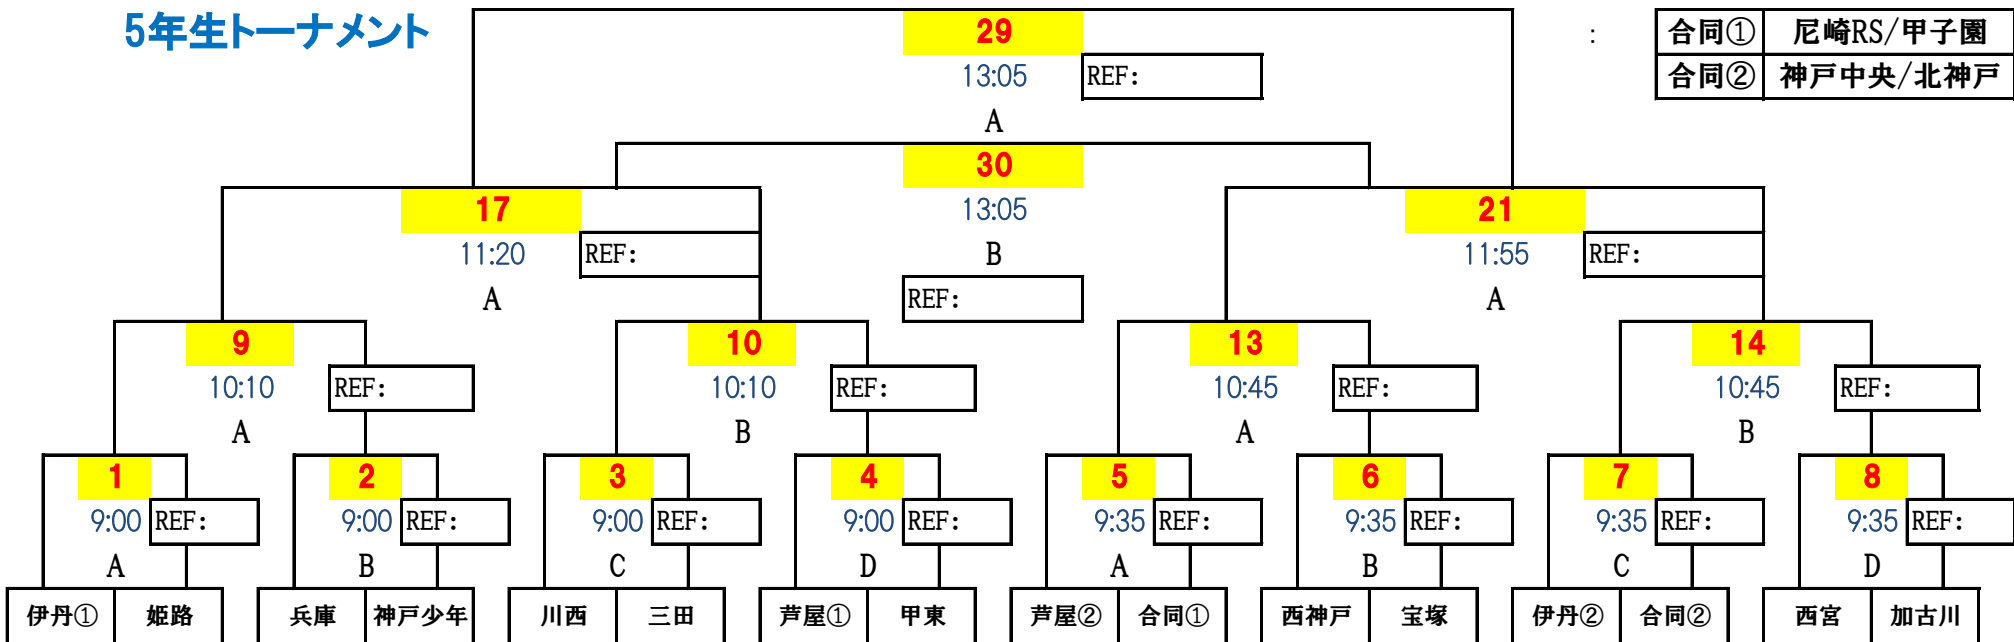 5年生トーナメント
29
:
合同① 尼崎RS/甲子園
13:05 REF:
合同② 神戸中央/北神戸
A
30
17 13:05 21
11:20 REF: B 11:55 REF:
A REF: A
9 10 13 14
10:10 REF: 10:10 REF: 10:45 REF: 10:45 REF:
A B A B
1 2 3 4 5 6 7 8
9:00 REF: 9:00 REF: 9:00 REF: 9:00 REF: 9:35 REF: 9:35 REF: 9:35 REF: 9:35 REF:
A B C D A B C D
伊丹① 姫路 兵庫 神戸少年 川西 三田 芦屋① 甲東 芦屋② 合同① 西神戸 宝塚 伊丹② 合同② 西宮 加古川